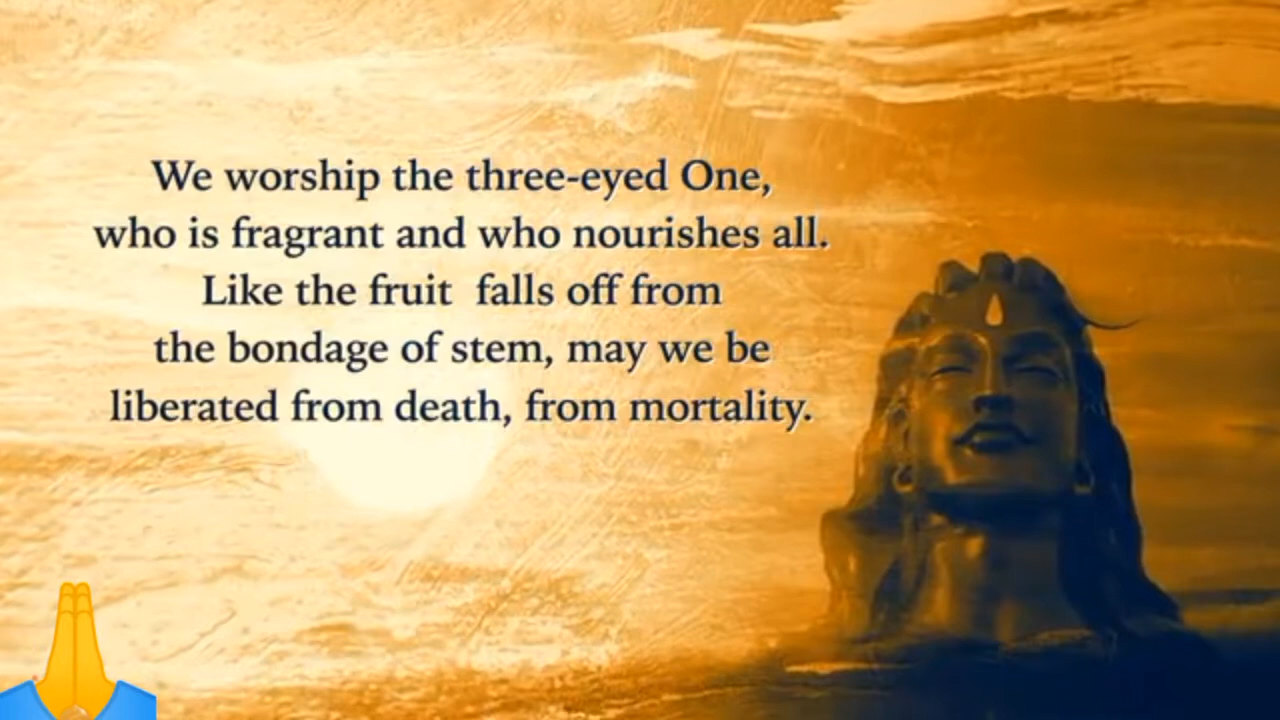 We worship the three-eyed One,
who is fragrant and who nourishes all.
Like the fruit  falls off from
the bondage of stem, may we be
liberated from death, from mortality.